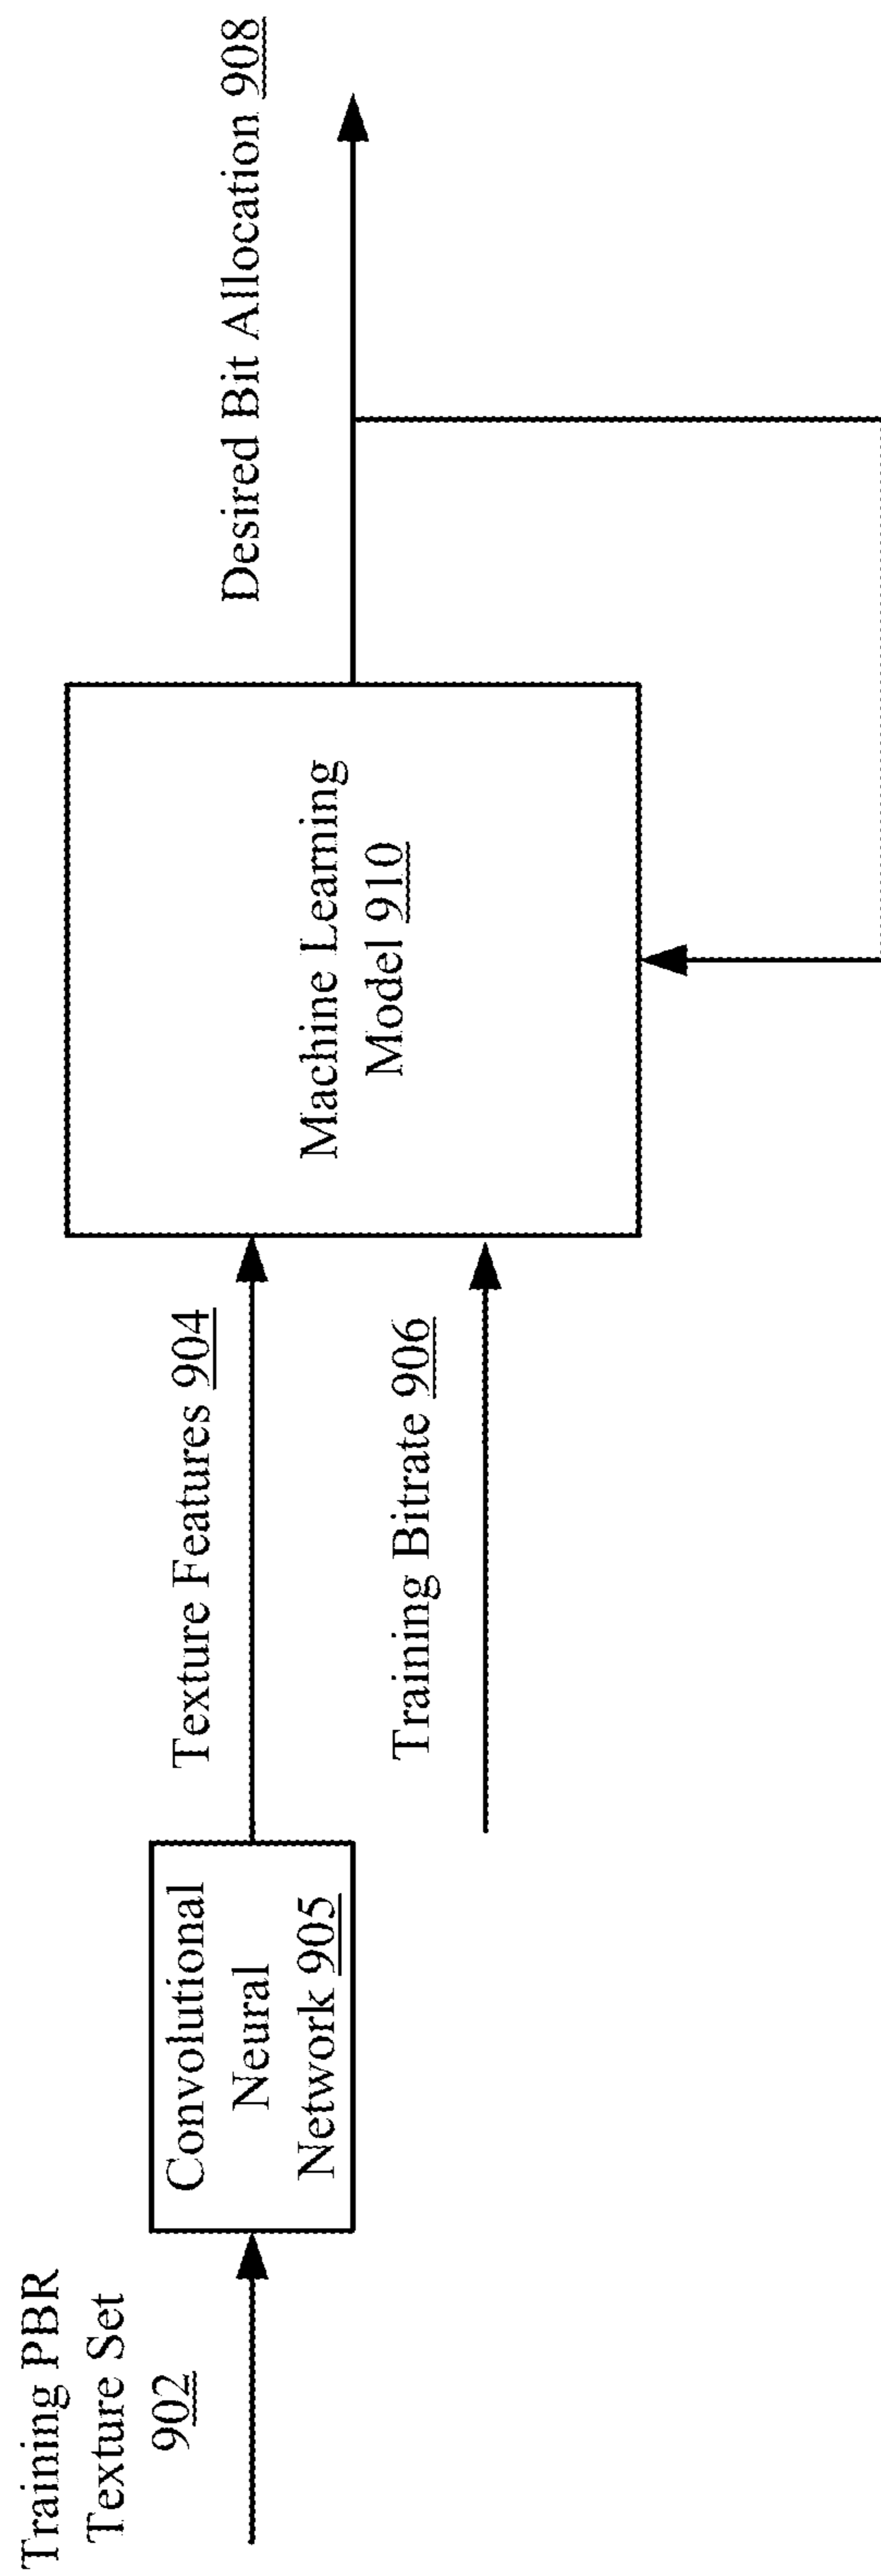 Training PBR
Texture Set
902
Convolutional
Neural
Network 905
Texture Features 904
Training Bitrate 906
Machine Learning
Model 910
Desired Bit Allocation 908